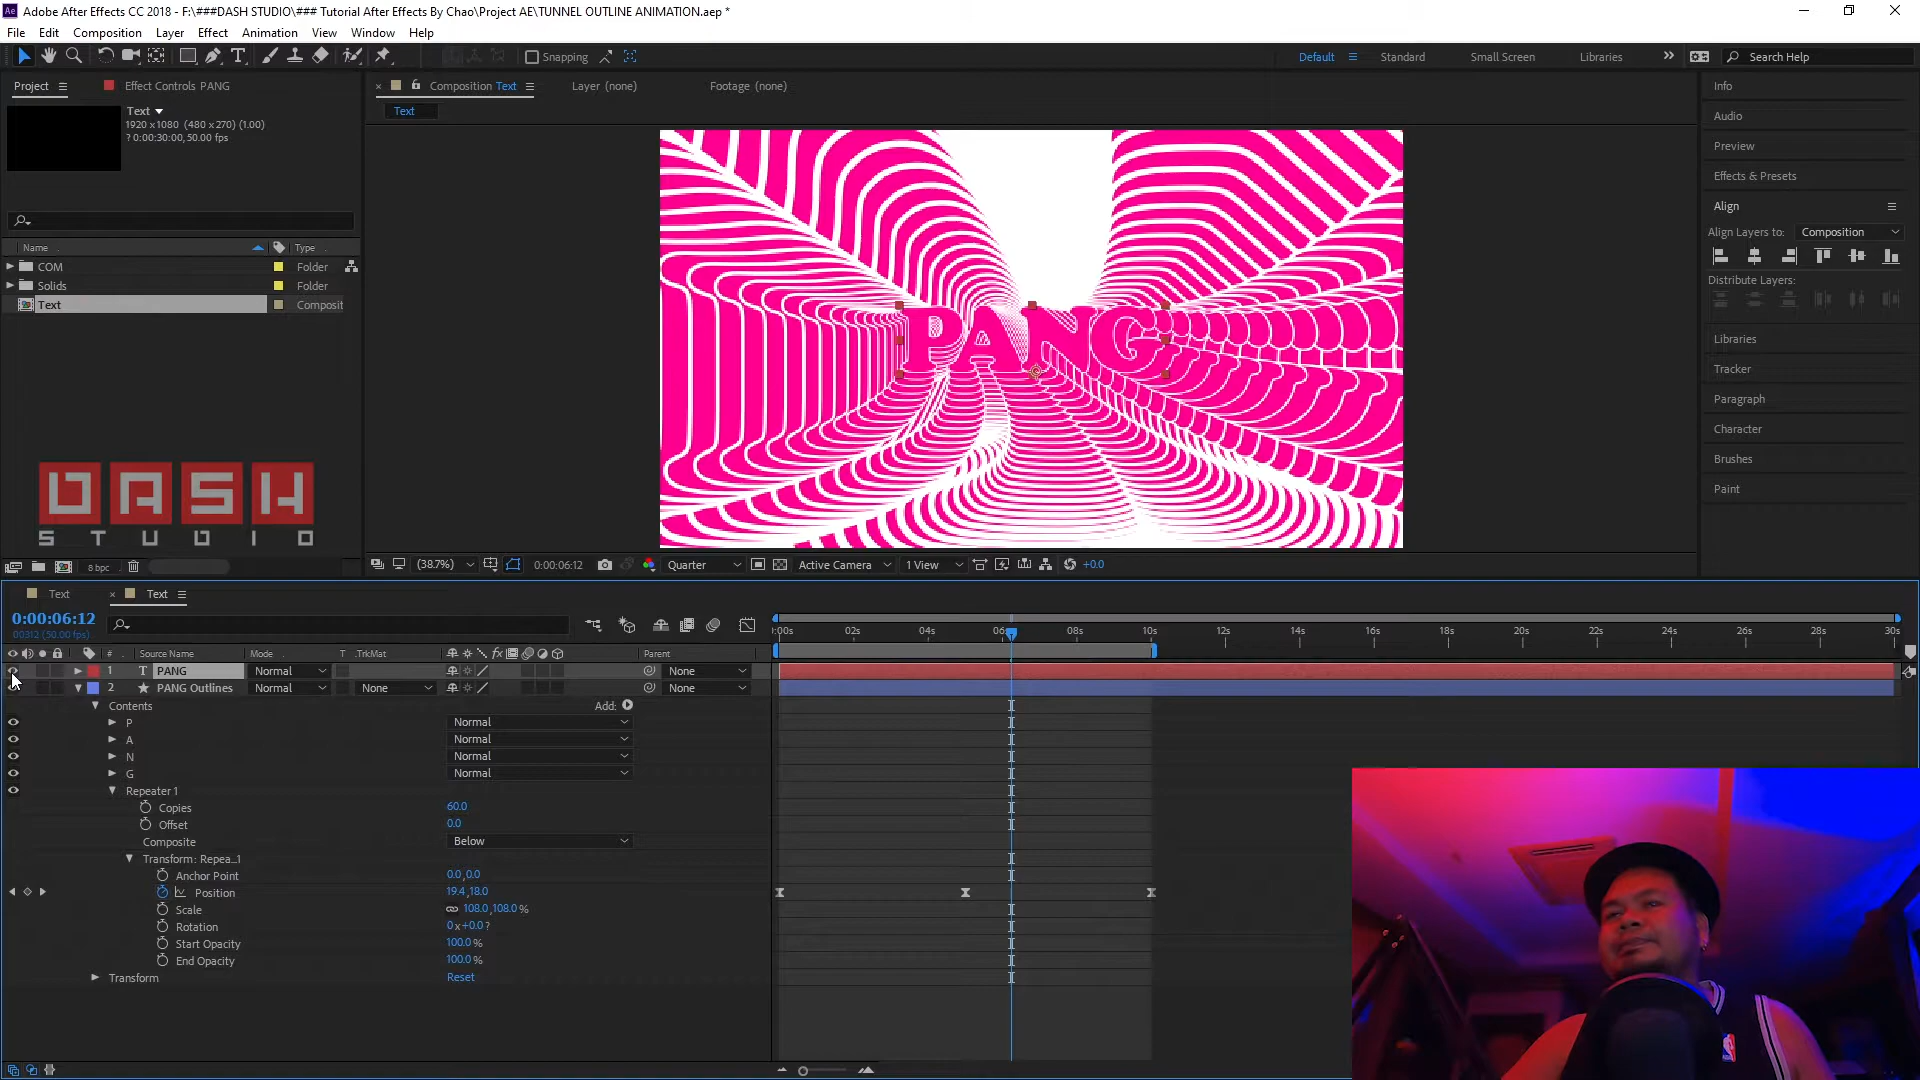 Adobe After Effects CC 2018 - F:\###DASH STUDIO\### Tutorial After Effects By Chao\Project AE\TUNNEL OUTLINE ANIMATION.aep *
File Edit Composition Layer Effect Animation View Window Help
Snapping Default Standard Small Screen Libraries Search Help
Project Effect Controls PANG
Composition Text Layer (none) Footage (none)
Text
Text
1920 x1080 (480 x270) (1.00)
? 0:00:30:00, 50.00 fps
Name Type
COM Folder
Solids Folder
Text Composit
DASH
STUDIO
8 bpc
PANG
(38.7%) 0:00:06:12 Quarter Active Camera 1 View +0.0
Info
Audio
Preview
Effects & Presets
Align
Align Layers to: Composition
Distribute Layers:
Libraries
Tracker
Paragraph
Character
Brushes
Paint
Text Text
0:00:06:12
00312 (50.00 fps)
:00s 02s 04s 06s 08s 10s 12s 14s 16s 18s 20s 22s 24s 26s 28s 30s
# Source Name Mode T .TrkMat fx Parent
1 T PANG Normal None
2 PANG Outlines Normal None None
Contents Add:
P Normal
A Normal
N Normal
G Normal
Repeater 1
Copies 60.0
Offset 0.0
Composite Below
Transform: Repea...1
Anchor Point 0.0,0.0
Position 19.4,18.0
Scale 108.0,108.0 %
Rotation 0 x +0.0 ?
Start Opacity 100.0 %
End Opacity 100.0 %
Transform Reset